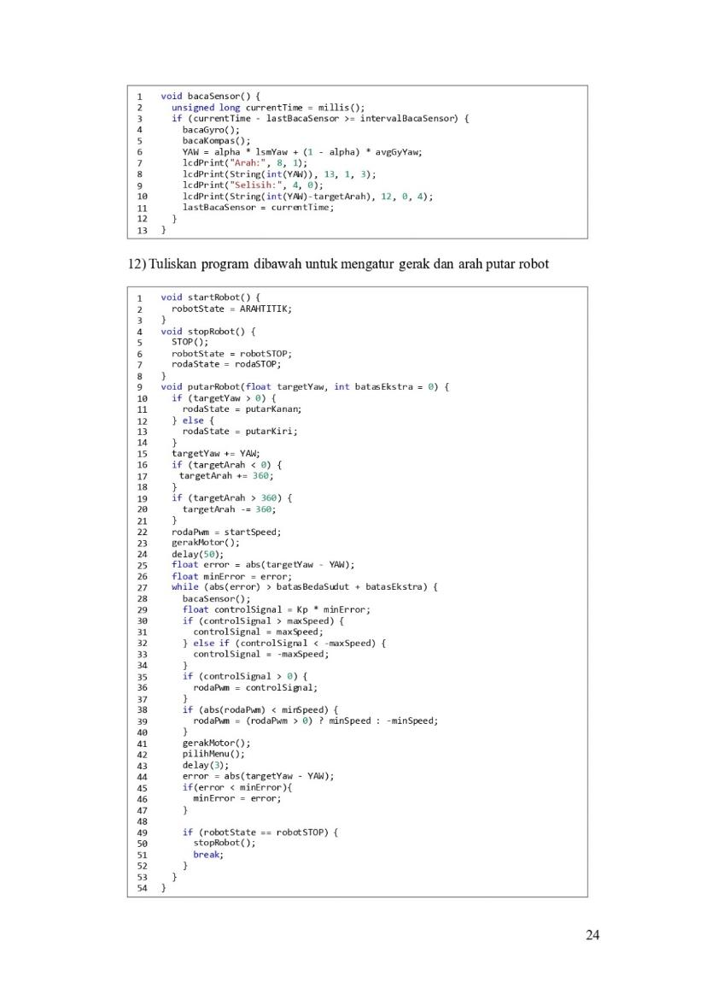 1 void bacaSensor() {
2 unsigned long currentTime = millis();
3 if (currentTime - lastBacaSensor >= intervalBacaSensor) {
4 bacaGyro();
5 bacaKompas();
6 YAW = alpha * lsmYaw + (1 - alpha) * avgGyYaw;
7 lcdPrint("Arah:", 8, 1);
8 lcdPrint(String(int(YAW)), 13, 1, 3);
9 lcdPrint("Selisih:", 4, 0);
10 lcdPrint(String(int(YAW)-targetArah), 12, 0, 4);
11 lastBacaSensor = currentTime;
12 }
13 }
12) Tuliskan program dibawah untuk mengatur gerak dan arah putar robot
1 void startRobot() {
2 robotState = ARAHTITIK;
3 }
4 void stopRobot() {
5 STOP();
6 robotState = robotSTOP;
7 rodaState = rodaSTOP;
8 }
9 void putarRobot(float targetYaw, int batasEkstra = 0) {
10 if (targetYaw > 0) {
11 rodaState = putarKanan;
12 } else {
13 rodaState = putarKiri;
14 }
15 targetYaw += YAW;
16 if (targetArah < 0) {
17 targetArah += 360;
18 }
19 if (targetArah > 360) {
20 targetArah -= 360;
21 }
22 rodaPwm = startSpeed;
23 gerakMotor();
24 delay(50);
25 float error = abs(targetYaw - YAW);
26 float minError = error;
27 while (abs(error) > batasBedaSudut + batasEkstra) {
28 bacaSensor();
29 float controlSignal = Kp * minError;
30 if (controlSignal > maxSpeed) {
31 controlSignal = maxSpeed;
32 } else if (controlSignal < -maxSpeed) {
33 controlSignal = -maxSpeed;
34 }
35 if (controlSignal > 0) {
36 rodaPwm = controlSignal;
37 }
38 if (abs(rodaPwm) < minSpeed) {
39 rodaPwm = (rodaPwm > 0) ? minSpeed : -minSpeed;
40 }
41 gerakMotor();
42 pilihMenu();
43 delay(3);
44 error = abs(targetYaw - YAW);
45 if(error < minError){
46 minError = error;
47 }
48
49 if (robotState == robotSTOP) {
50 stopRobot();
51 break;
52 }
53 }
54 }
24